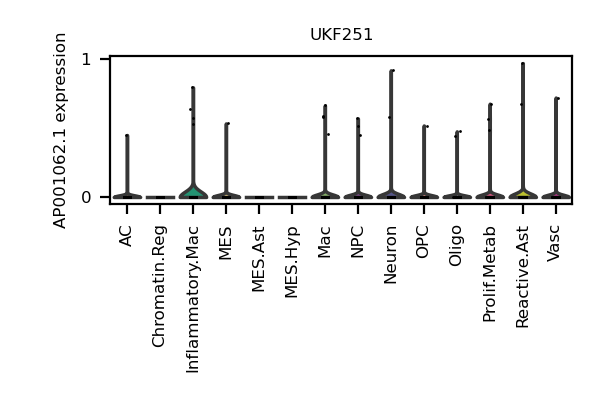 UKF251
AP001062.1 expression
1
0
AC
Chromatin.Reg
Inflammatory.Mac
MES
MES.Ast
MES.Hyp
Mac
NPC
Neuron
OPC
Oligo
Prolif.Metab
Reactive.Ast
Vasc